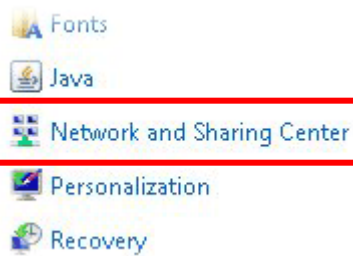 Fonts
Java
Network and Sharing Center
Personalization
Recovery